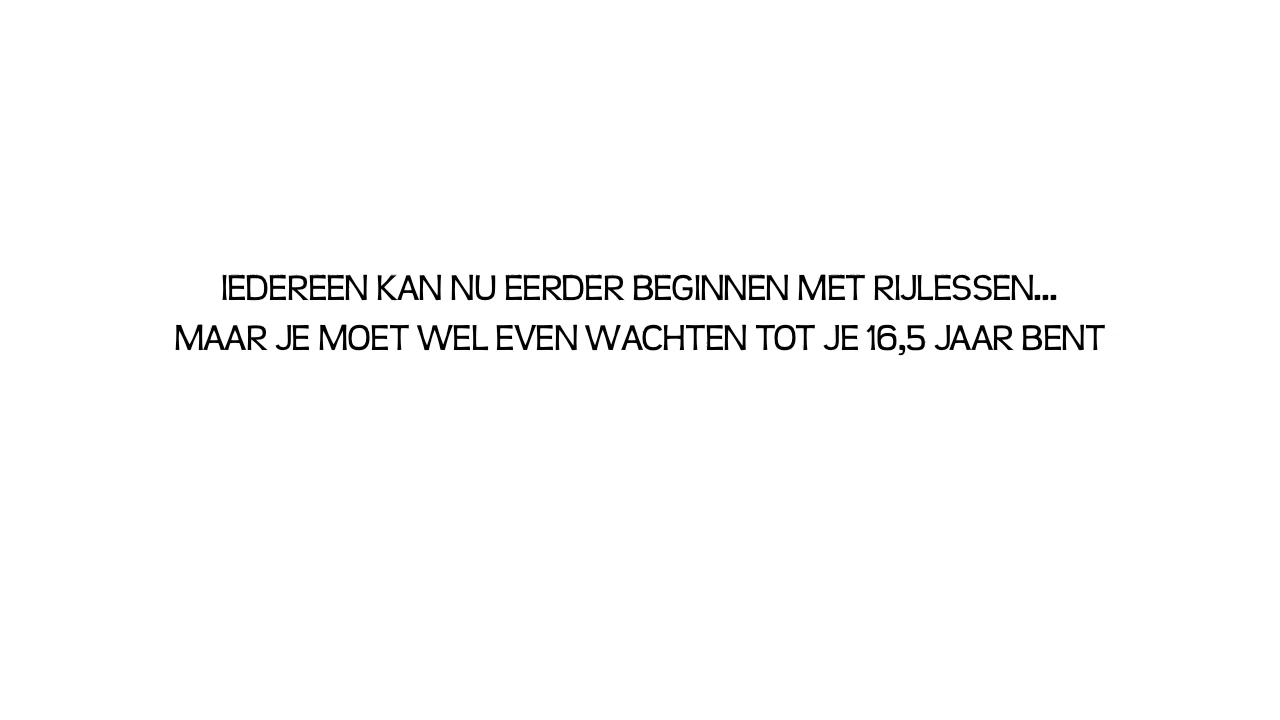 IEDEREEN KAN NU EERDER BEGINNEN MET RIJLESSEN...
MAAR JE MOET WEL EVEN WACHTEN TOT JE 16,5 JAAR BENT